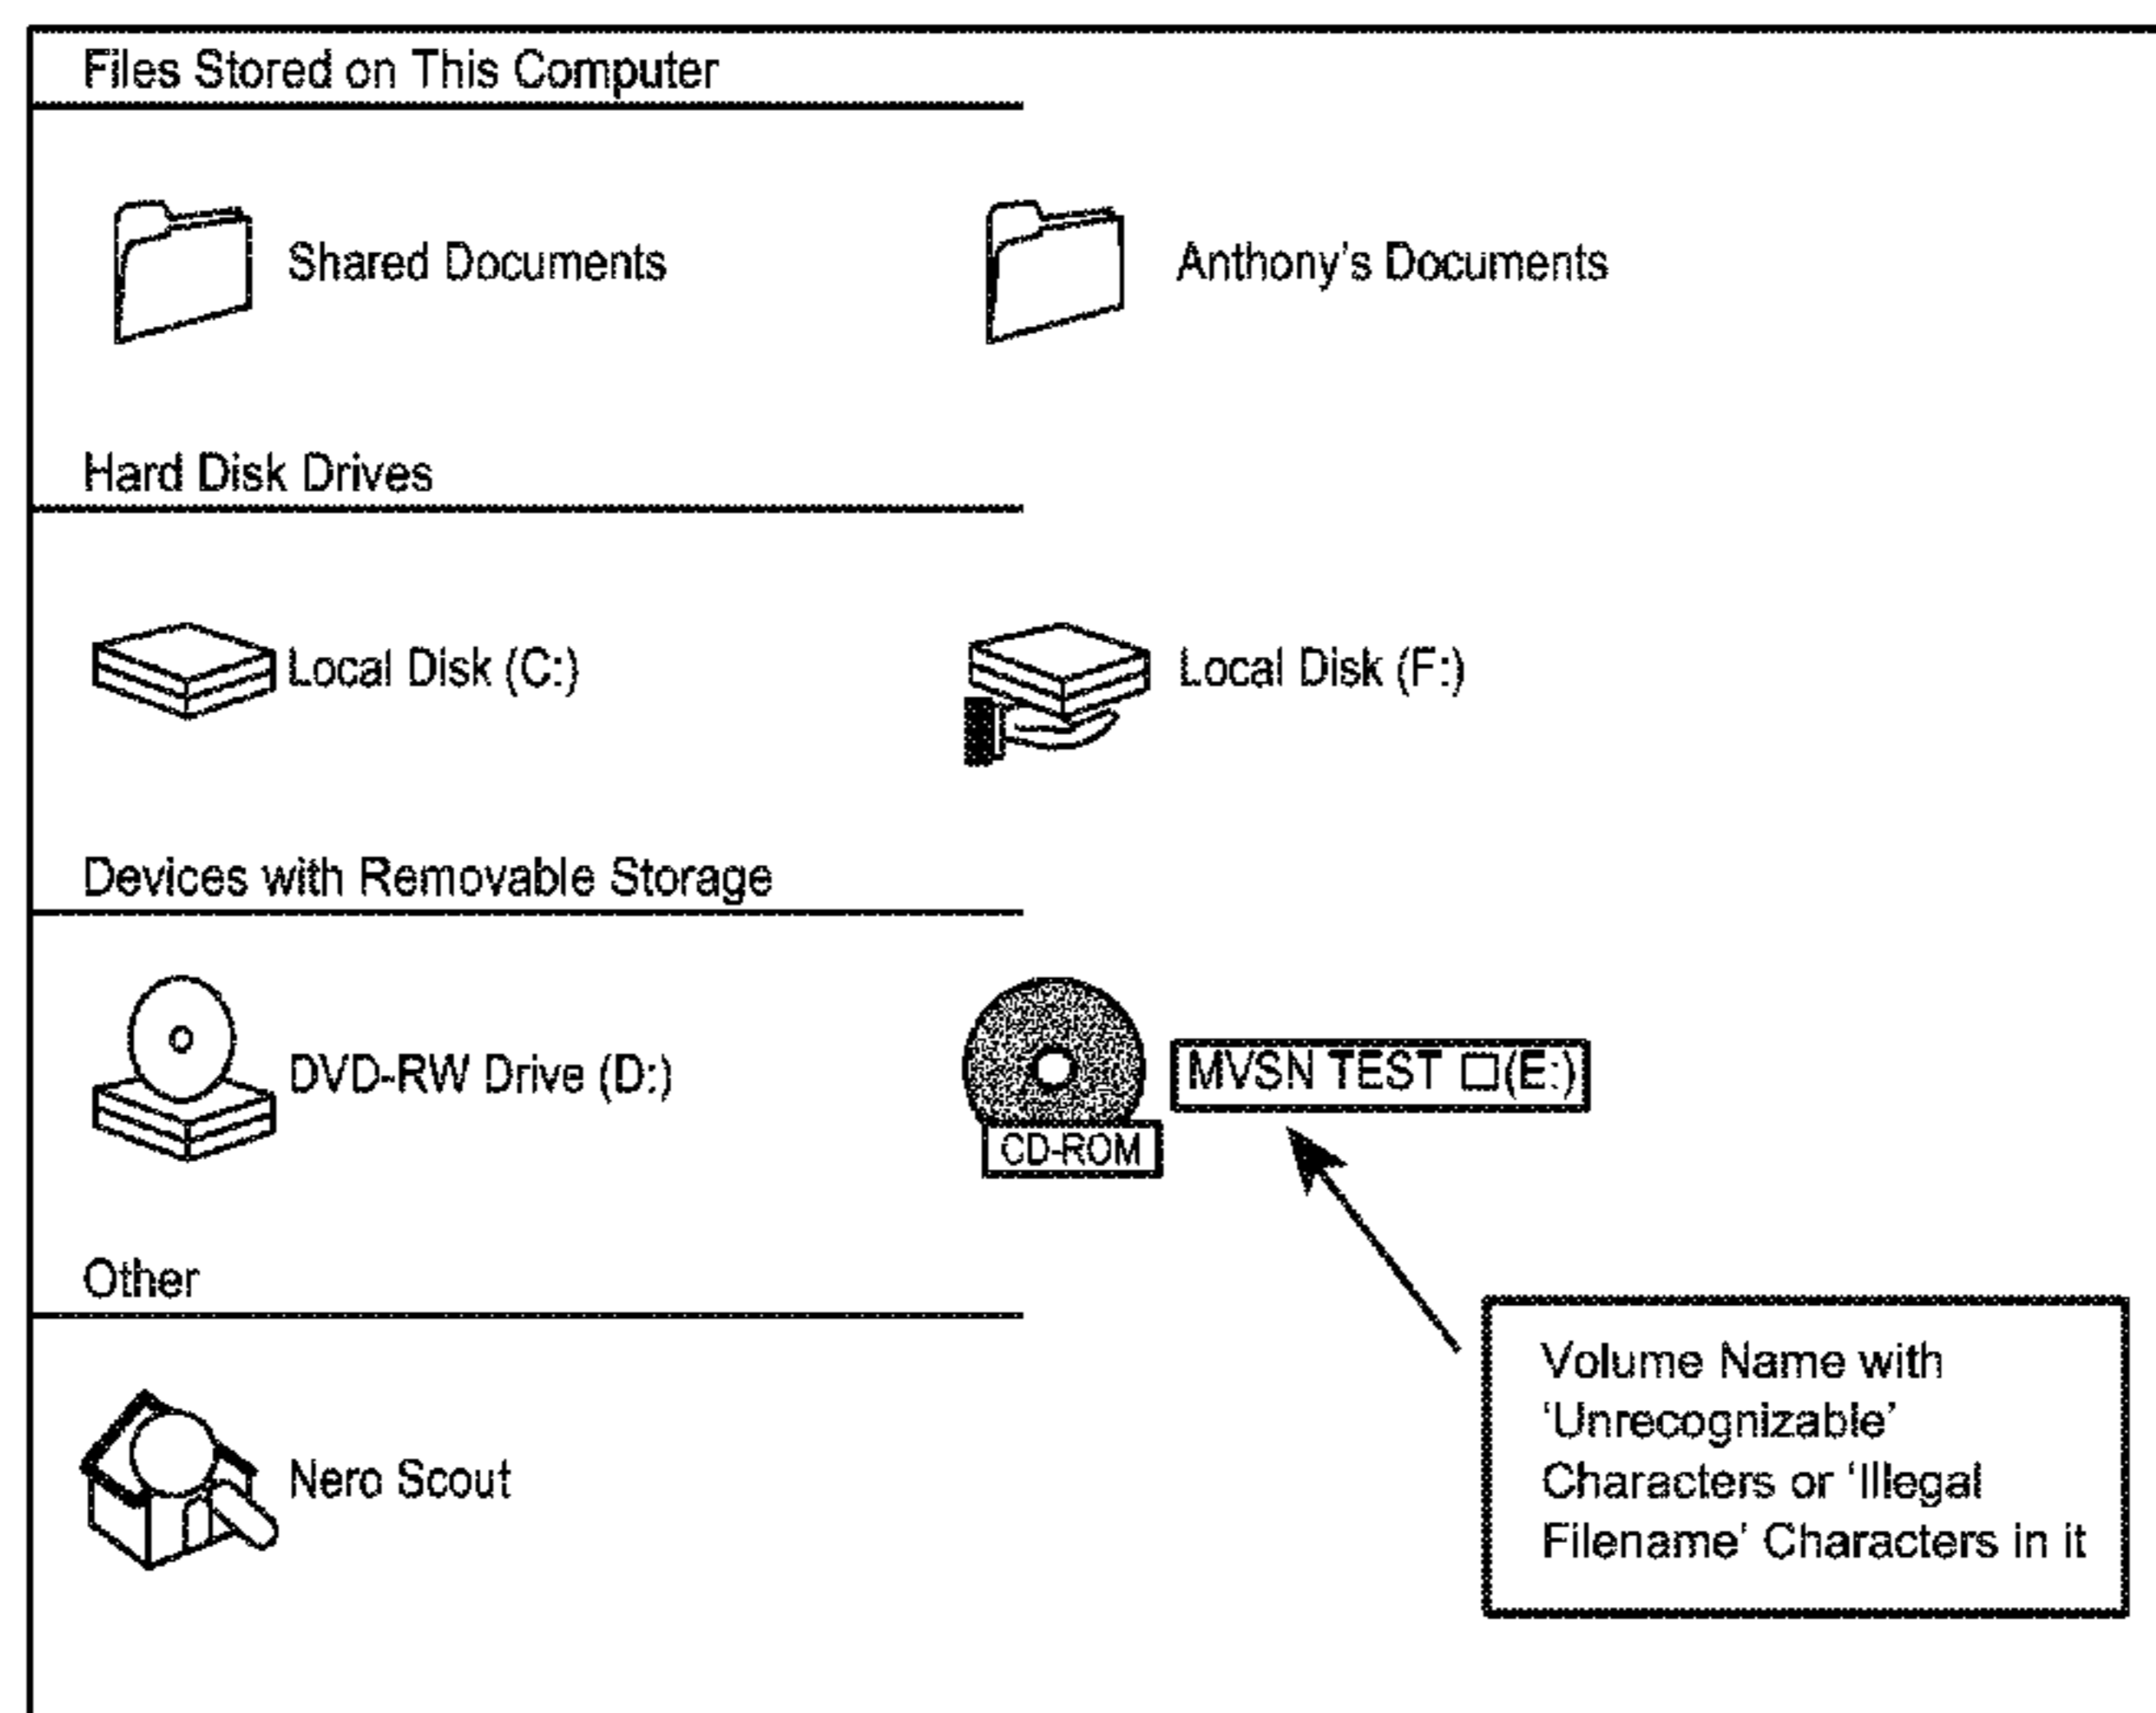 Files Stored on This Computer
Shared Documents
Anthony's Documents
Hard Disk Drives
Local Disk (C:)
Local Disk (F:)
Devices with Removable Storage
DVD-RW Drive (D:)
MVSN TEST □(E:)
CD-ROM
Other
Nero Scout
Volume Name with
'Unrecognizable'
Characters or 'Illegal
Filename' Characters in it